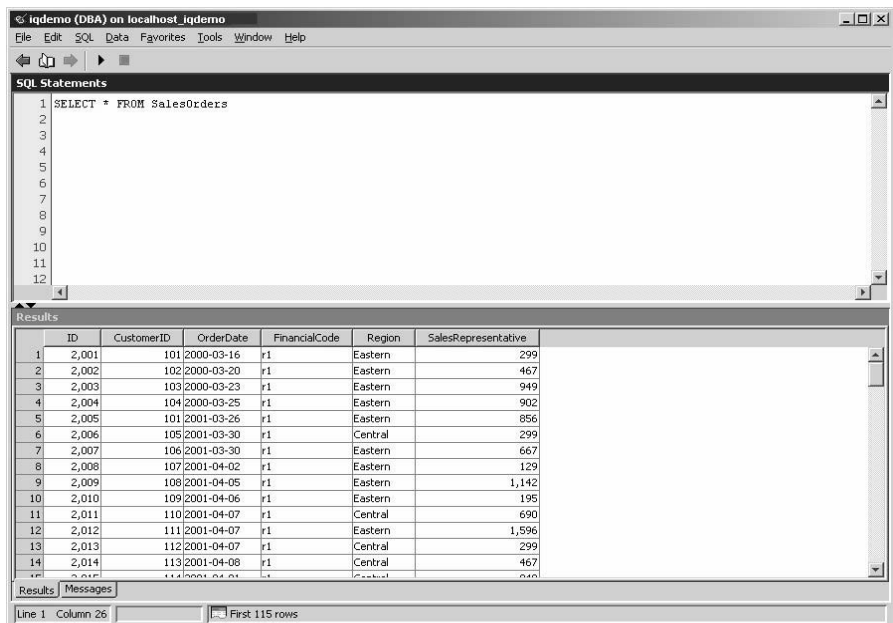 iqdemo (DBA) on localhost_iqdemo
File Edit SQL Data Favorites Tools Window Help
SQL Statements
1 SELECT * FROM SalesOrders
2
3
4
5
6
7
8
9
10
11
12
Results
ID CustomerID OrderDate FinancialCode Region SalesRepresentative
1 2,001 101 2000-03-16 r1 Eastern 299
2 2,002 102 2000-03-20 r1 Eastern 467
3 2,003 103 2000-03-23 r1 Eastern 949
4 2,004 104 2000-03-25 r1 Eastern 902
5 2,005 101 2001-03-26 r1 Eastern 856
6 2,006 105 2001-03-30 r1 Central 299
7 2,007 106 2001-03-30 r1 Eastern 667
8 2,008 107 2001-04-02 r1 Eastern 129
9 2,009 108 2001-04-05 r1 Eastern 1,142
10 2,010 109 2001-04-06 r1 Eastern 195
11 2,011 110 2001-04-07 r1 Central 690
12 2,012 111 2001-04-07 r1 Eastern 1,596
13 2,013 112 2001-04-07 r1 Central 299
14 2,014 113 2001-04-08 r1 Central 467
Results Messages
Line 1 Column 26 First 115 rows